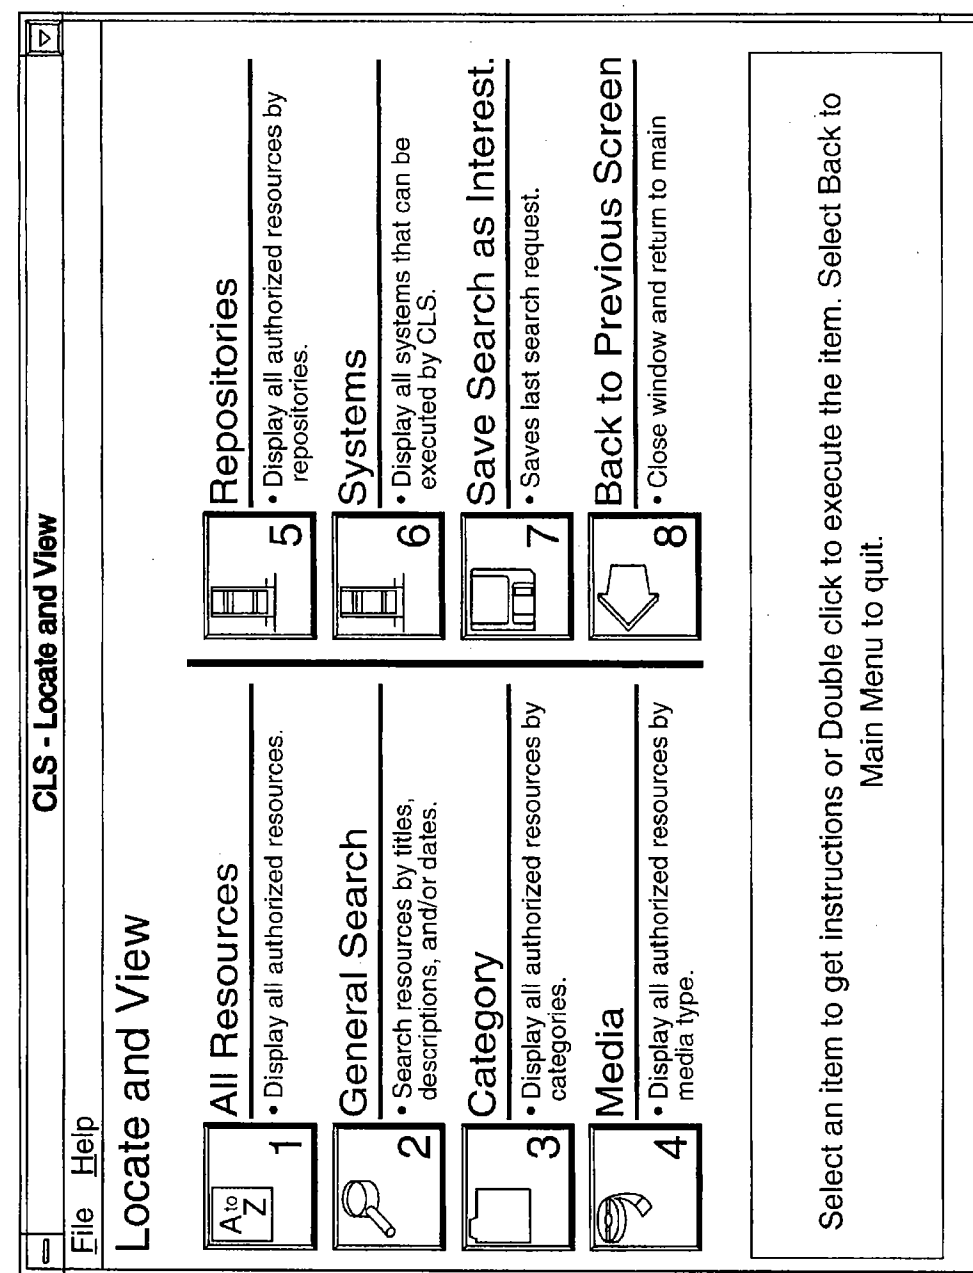 CLS - Locate and View
File Help
Locate and View
A to Z
1
All Resources
• Display all authorized resources.
2
General Search
• Search resources by titles,
descriptions, and/or dates.
3
Category
• Display all authorized resources by
categories.
4
Media
• Display all authorized resources by
media type.
5
Repositories
• Display all authorized resources by
repositories.
6
Systems
• Display all systems that can be
executed by CLS.
7
Save Search as Interest.
• Saves last search request.
8
Back to Previous Screen
• Close window and return to main
Select an item to get instructions or Double click to execute the item. Select Back to
Main Menu to quit.